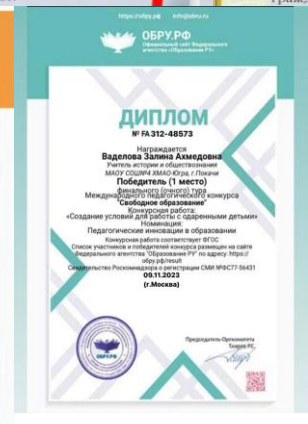 https://обру.рф info@obru.ru
ОБРУ.РФ
Официальный сайт Федерального
агентства «Образование РУ»
ДИПЛОМ
№ FA 312-48573
Награждается
Ваделова Залина Ахмедовна
Учитель истории и обществознания
МАОУ СОШ№4 ХМАО-Югра, г.Покачи
Победитель (1 место)
финального (очного) тура
Международного педагогического конкурса
"Свободное образование"
Конкурсная работа:
«Создание условий для работы с одаренными детьми»
Номинация:
Педагогические инновации в образовании
Конкурсная работа соответствует ФГОС
Список участников и победителей конкурса размещен на сайте
Федерального агентства "Образование РУ" по адресу: https://
обру.рф/result
Свидетельство Роскомнадзора о регистрации СМИ №ФС77-56431
09.11.2023
(г.Москва)
Председатель Оргкомитета
ОБРУ.РФ